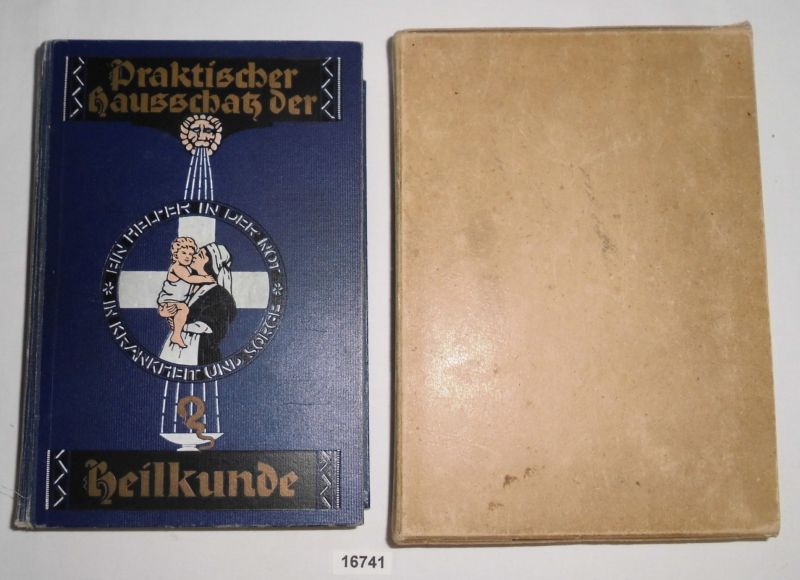 Praktischer
Hausschatz der
EIN HELFER IN DER NOT
* IN KRANKHEIT UND SORGE *
Heilkunde
16741